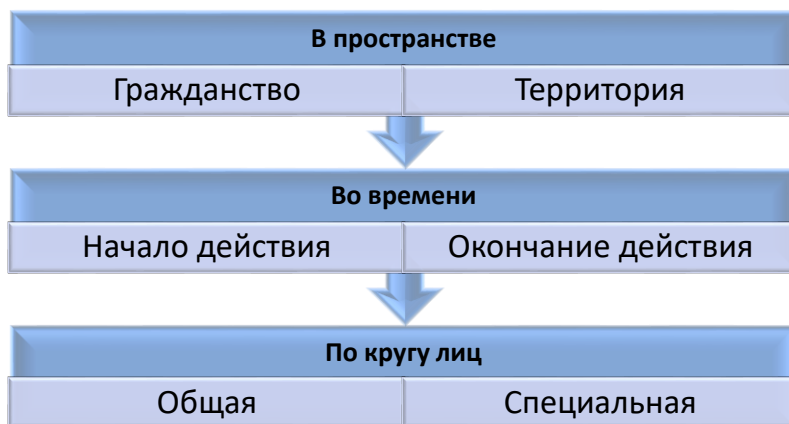 В пространстве
Гражданство Территория
Во времени
Начало действия Окончание действия
По кругу лиц
Общая Специальная